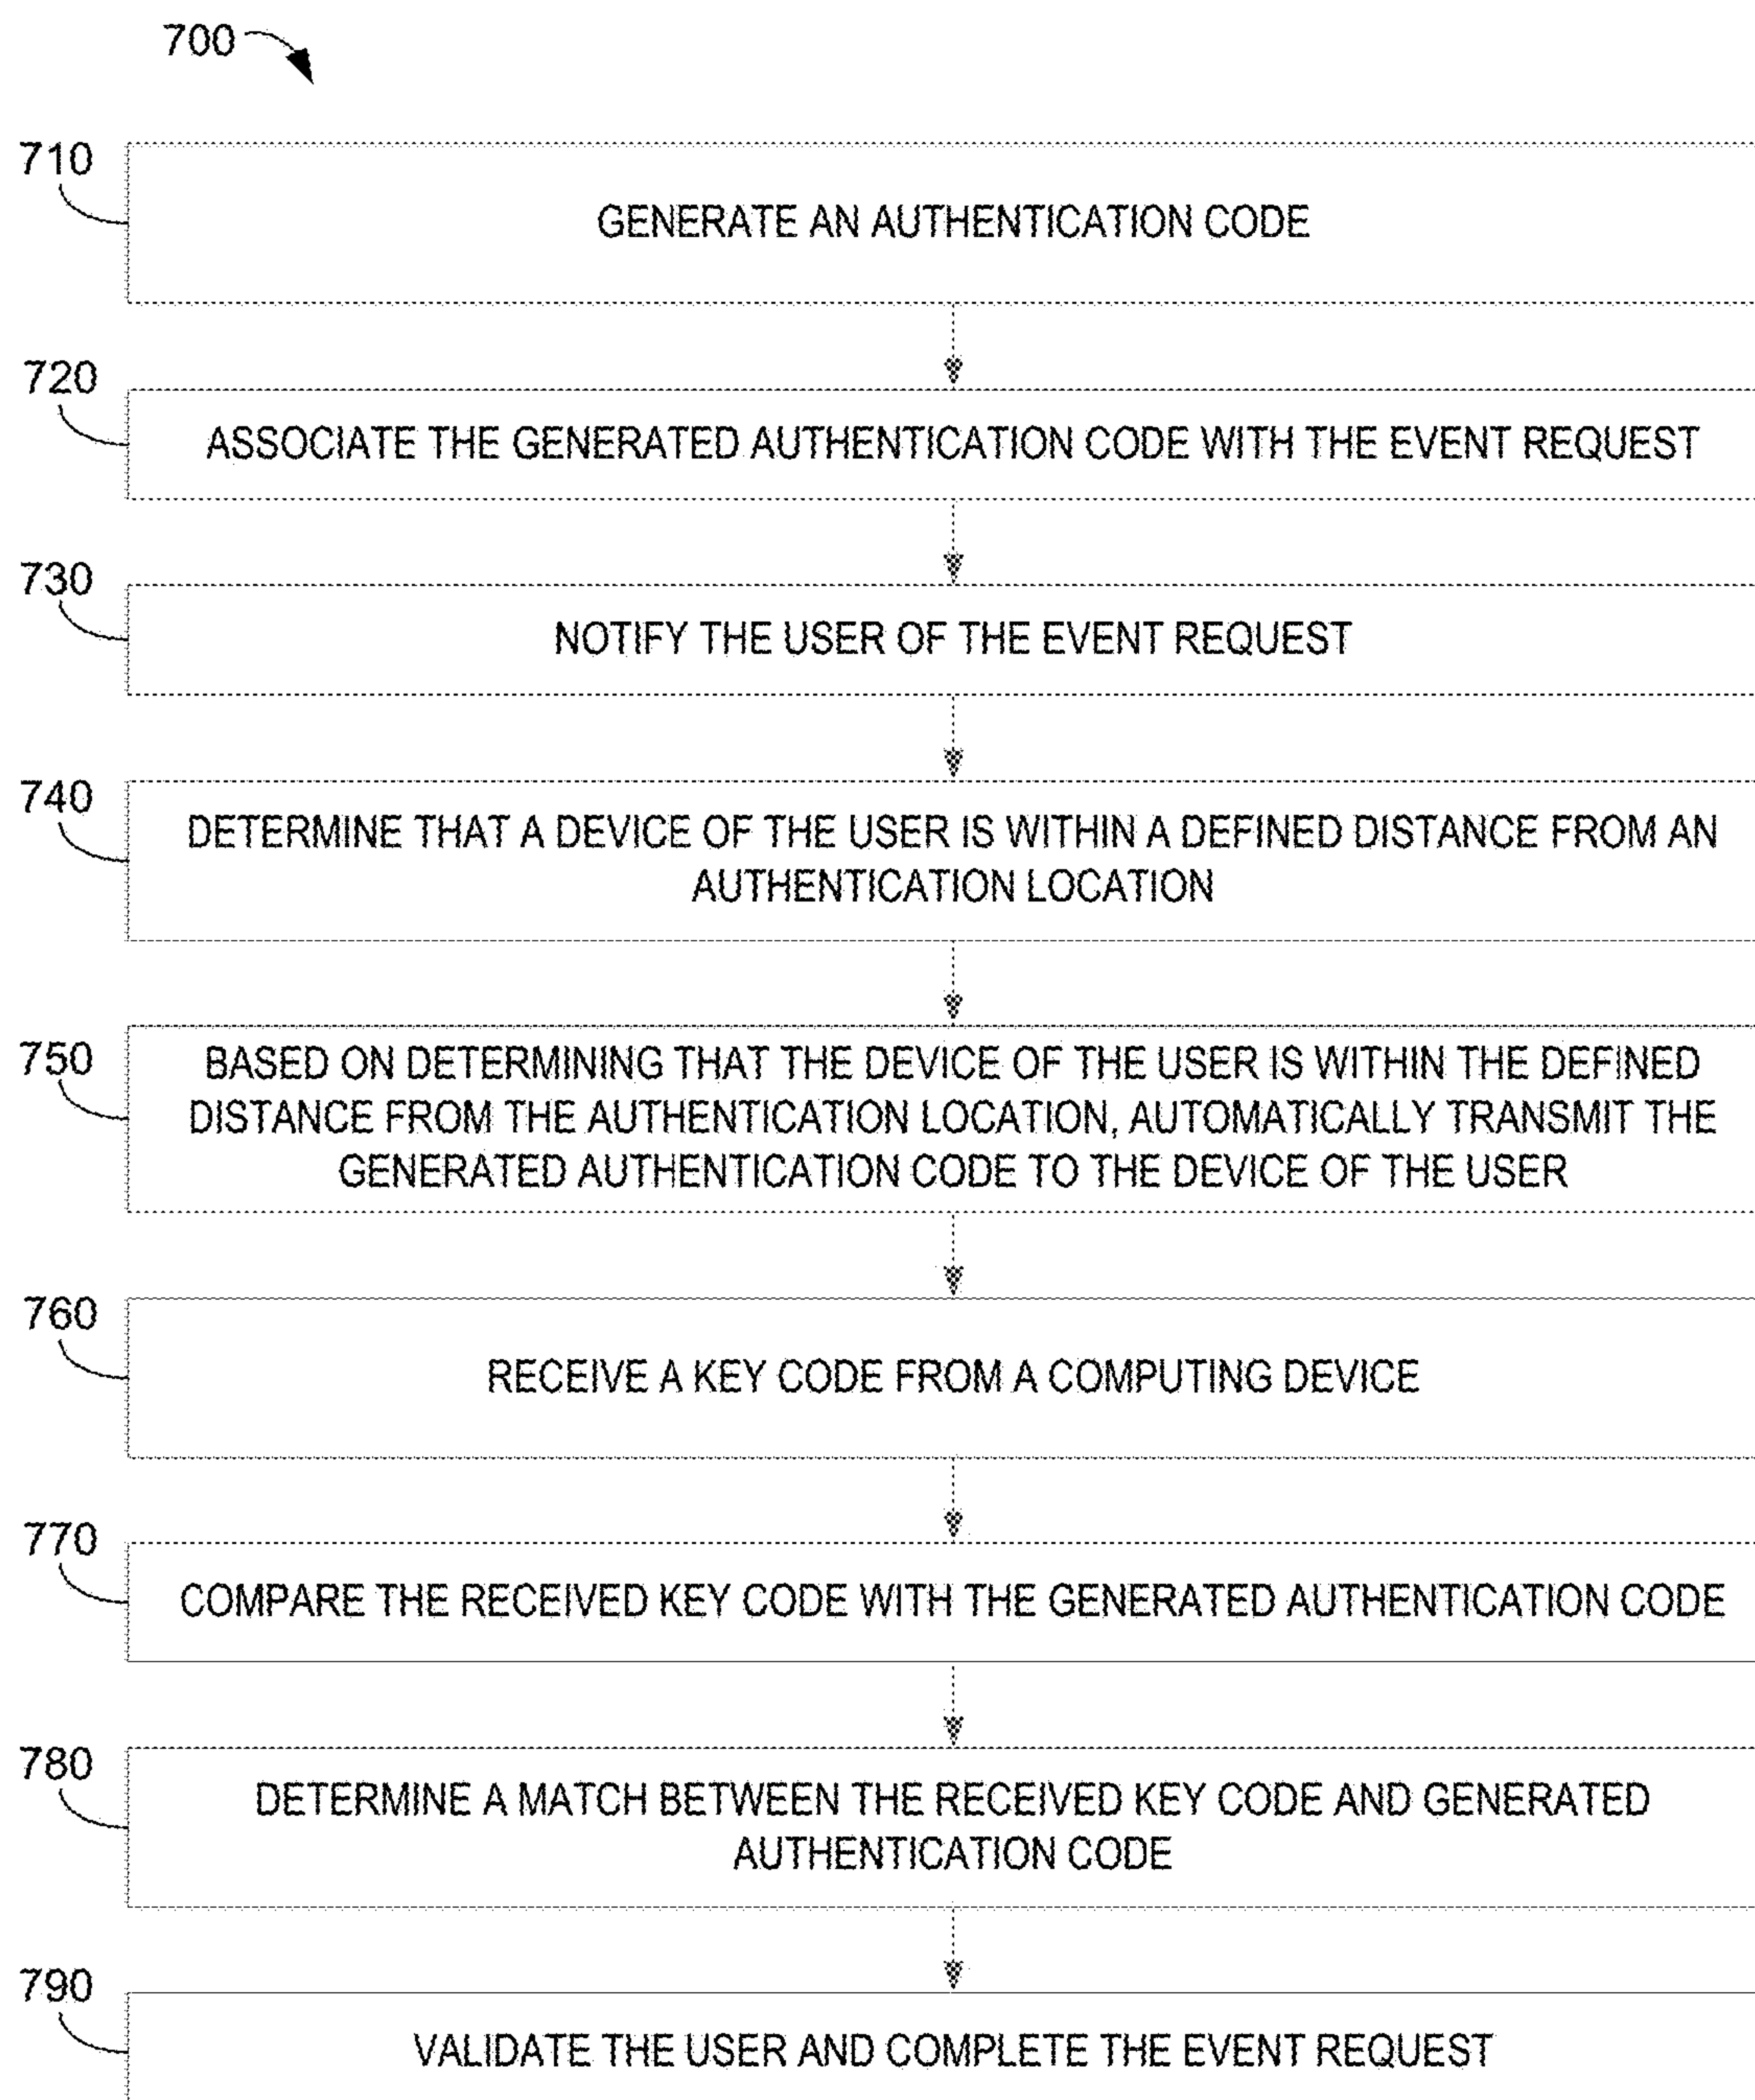 700
710
GENERATE AN AUTHENTICATION CODE
720
ASSOCIATE THE GENERATED AUTHENTICATION CODE WITH THE EVENT REQUEST
730
NOTIFY THE USER OF THE EVENT REQUEST
740
DETERMINE THAT A DEVICE OF THE USER IS WITHIN A DEFINED DISTANCE FROM AN
AUTHENTICATION LOCATION
750
BASED ON DETERMINING THAT THE DEVICE OF THE USER IS WITHIN THE DEFINED
DISTANCE FROM THE AUTHENTICATION LOCATION, AUTOMATICALLY TRANSMIT THE
GENERATED AUTHENTICATION CODE TO THE DEVICE OF THE USER
760
RECEIVE A KEY CODE FROM A COMPUTING DEVICE
770
COMPARE THE RECEIVED KEY CODE WITH THE GENERATED AUTHENTICATION CODE
780
DETERMINE A MATCH BETWEEN THE RECEIVED KEY CODE AND GENERATED
AUTHENTICATION CODE
790
VALIDATE THE USER AND COMPLETE THE EVENT REQUEST